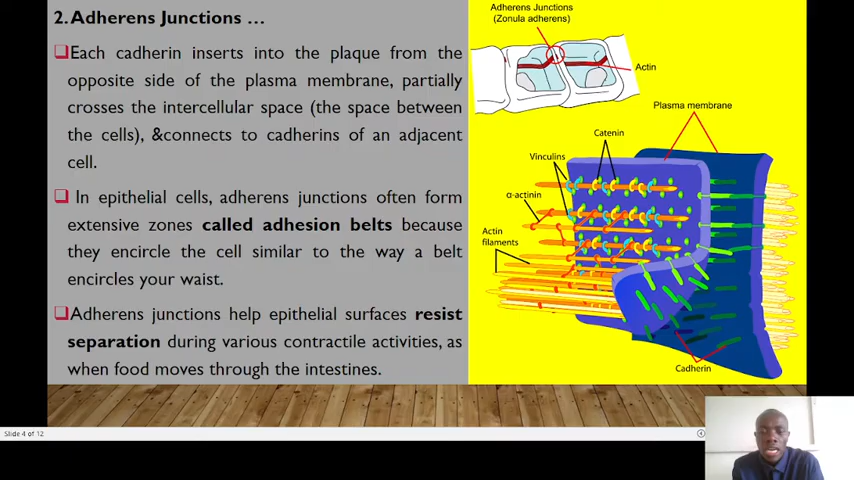 2. Adherens Junctions …
❑Each cadherin inserts into the plaque from the
opposite side of the plasma membrane, partially
crosses the intercellular space (the space between
the cells), &connects to cadherins of an adjacent
cell.
❑ In epithelial cells, adherens junctions often form
extensive zones called adhesion belts because
they encircle the cell similar to the way a belt
encircles your waist.
❑Adherens junctions help epithelial surfaces resist
separation during various contractile activities, as
when food moves through the intestines.
Adherens Junctions
(Zonula adherens)
Actin
Plasma membrane
Catenin
Vinculins
α-actinin
Actin
filaments
Cadherin
Slide 4 of 12